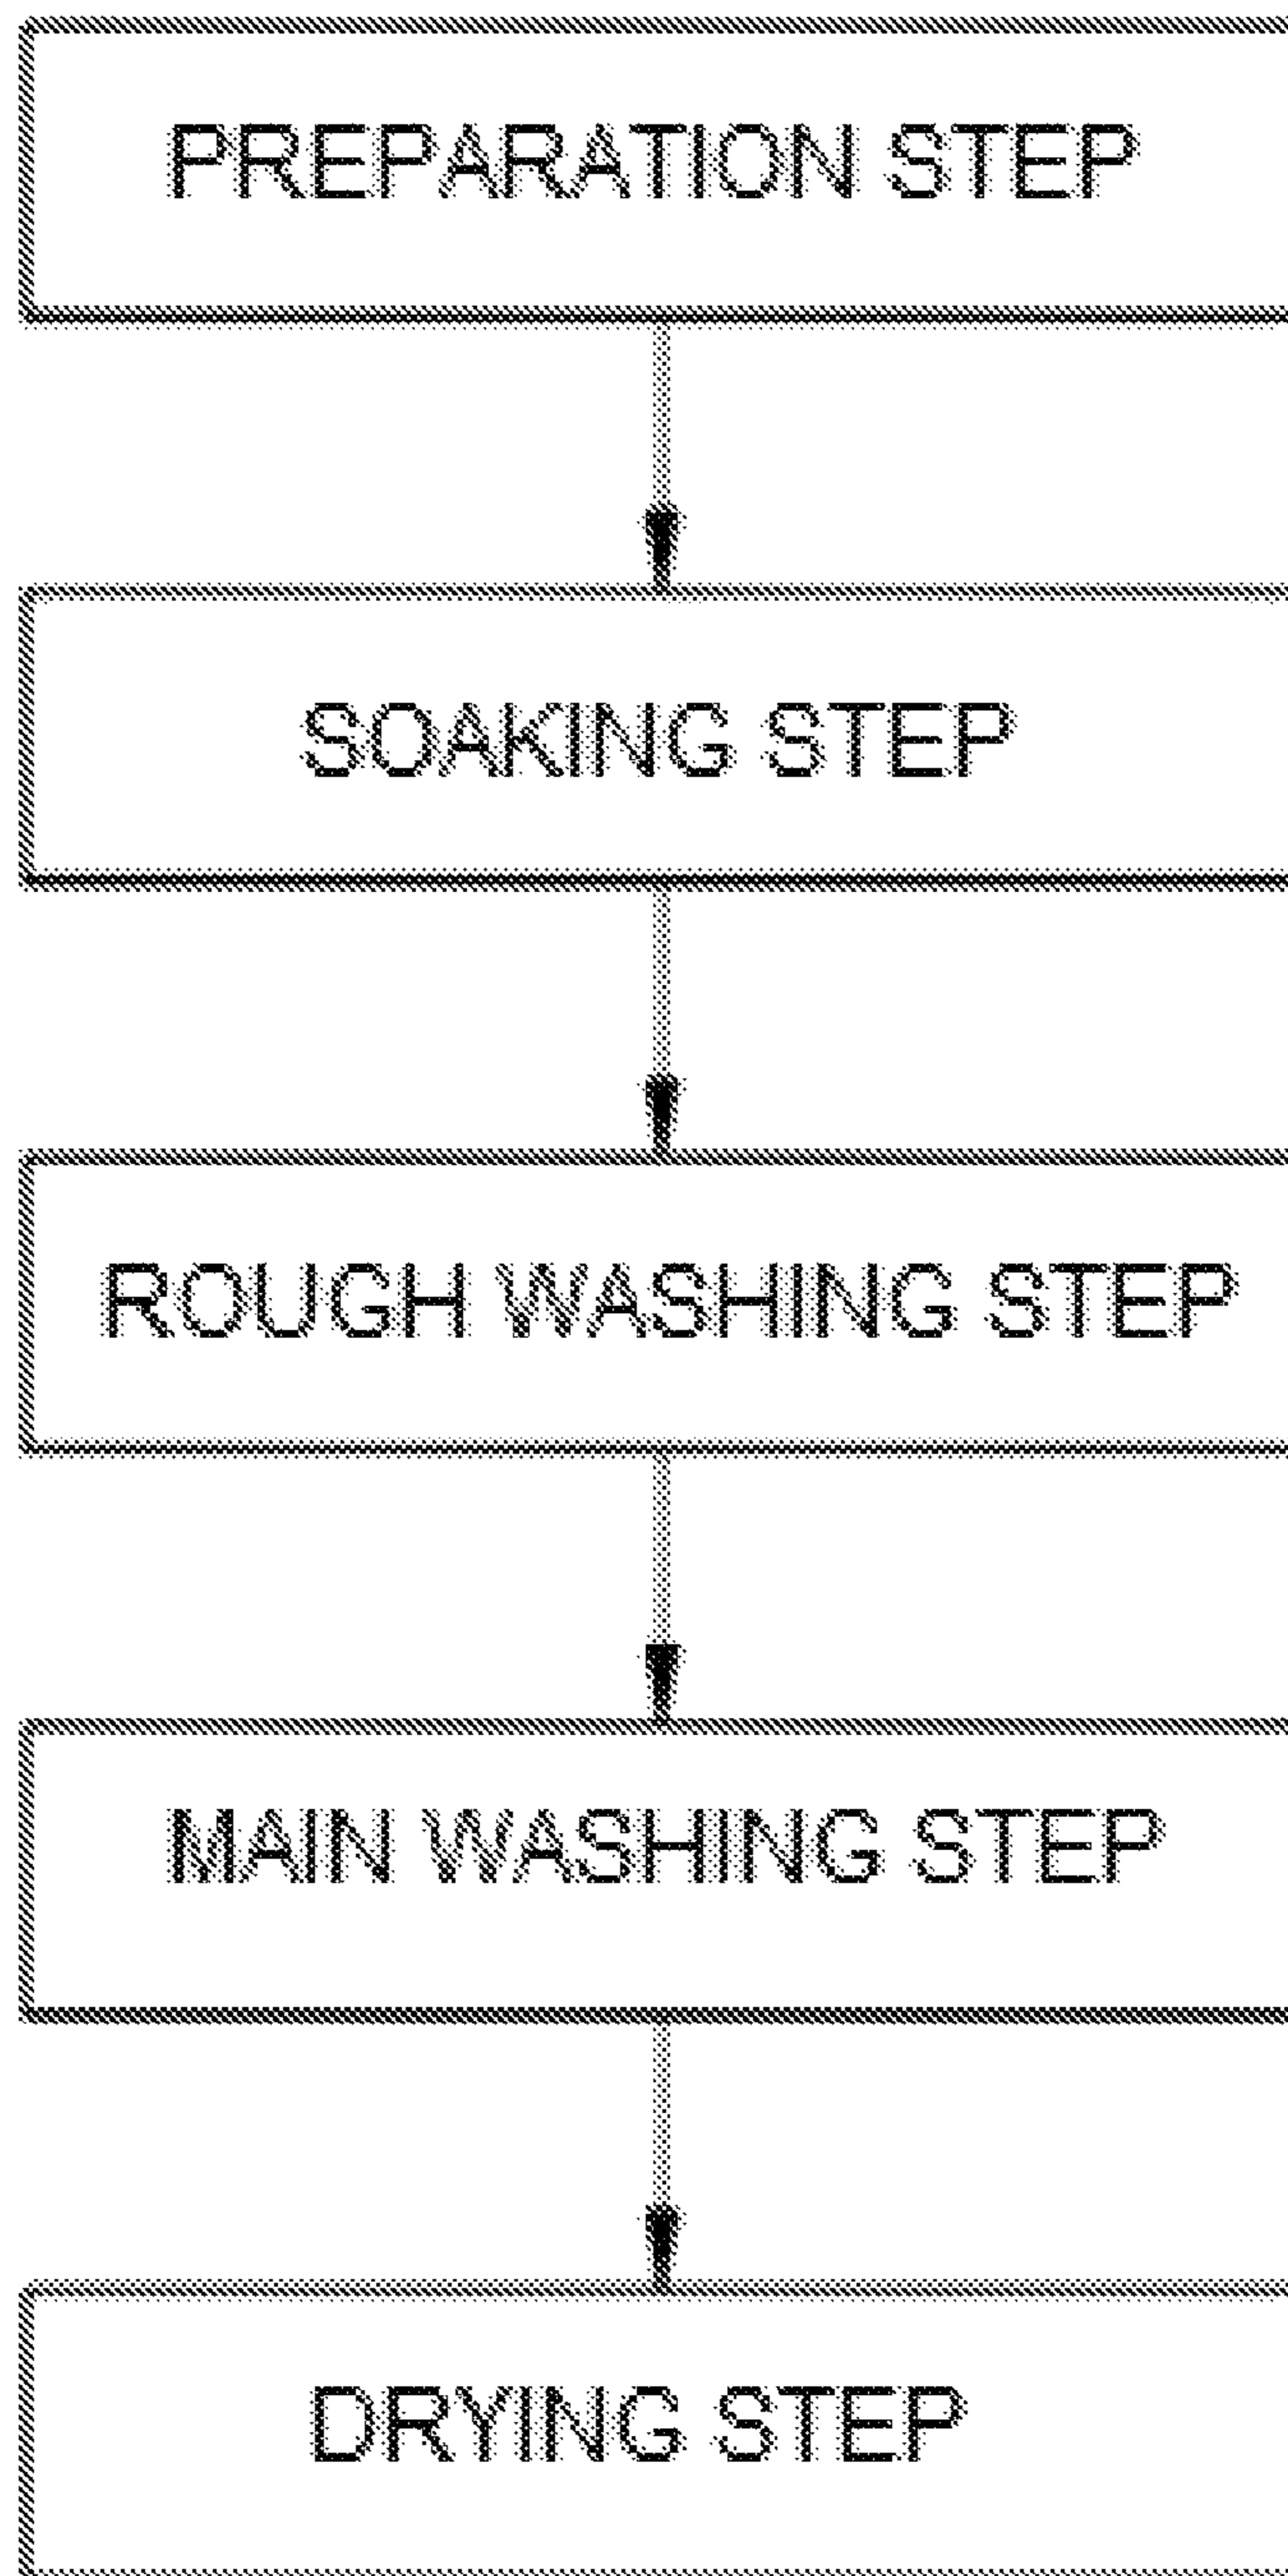 PREPARATION STEP
SOAKING STEP
ROUGH WASHING STEP
MAIN WASHING STEP
DRYING STEP